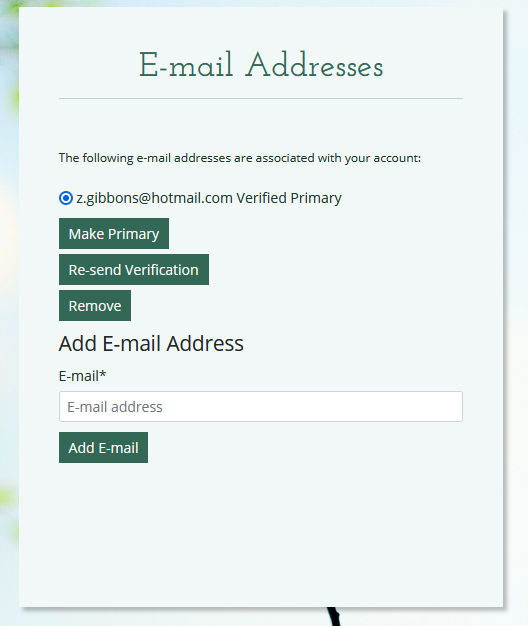 E-mail Addresses
The following e-mail addresses are associated with your account:
z.gibbons@hotmail.com Verified Primary
Make Primary
Re-send Verification
Remove
Add E-mail Address
E-mail*
E-mail address
Add E-mail